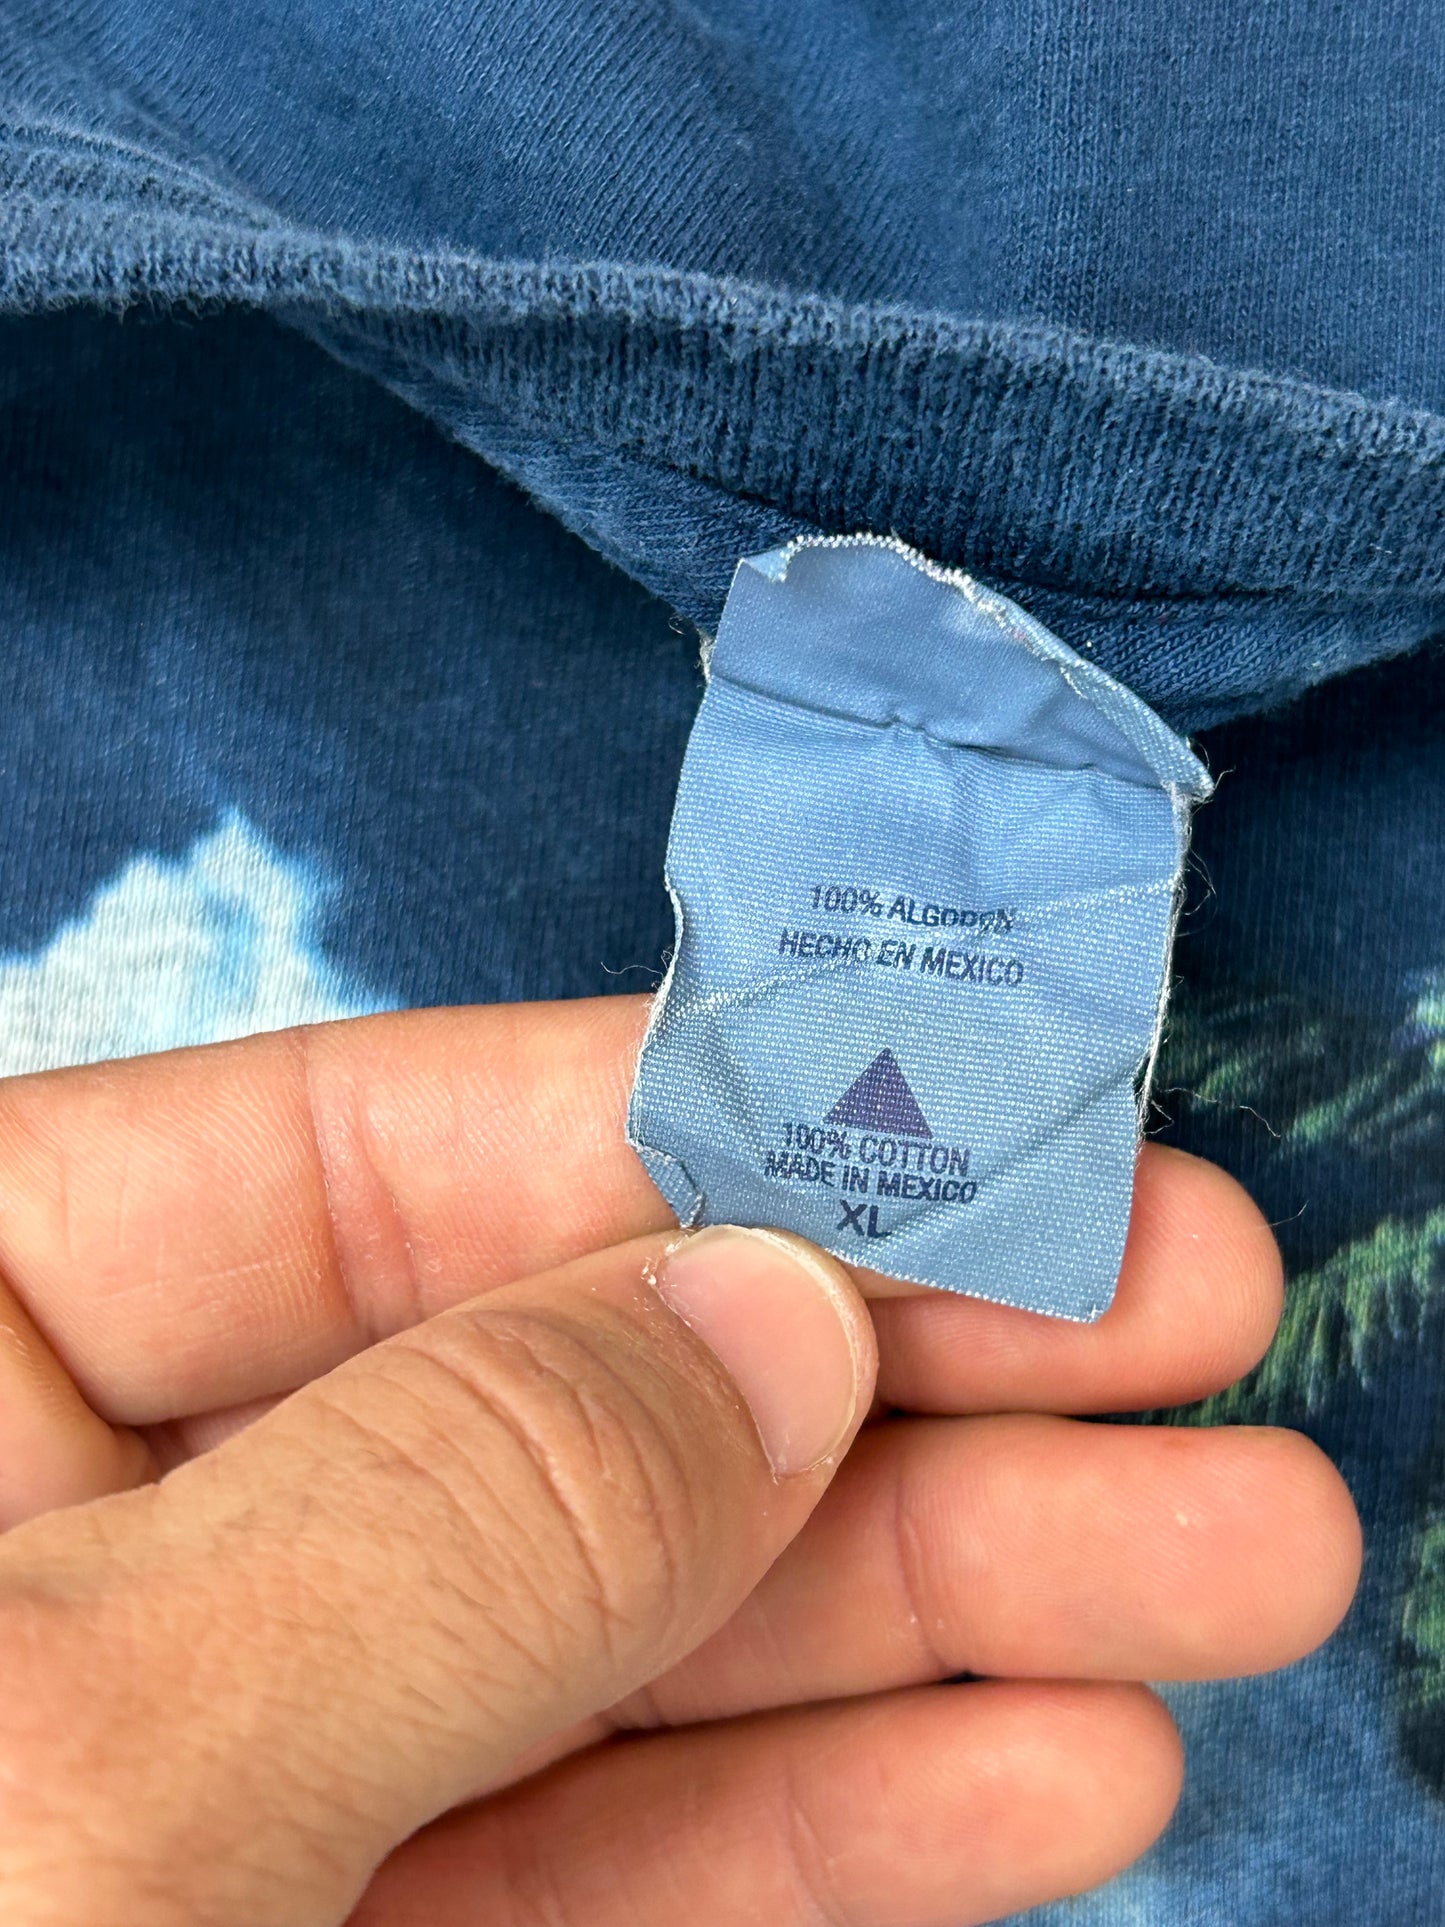 100% ALGODON
HECHO EN MEXICO
100% COTTON
MADE IN MEXICO
XL